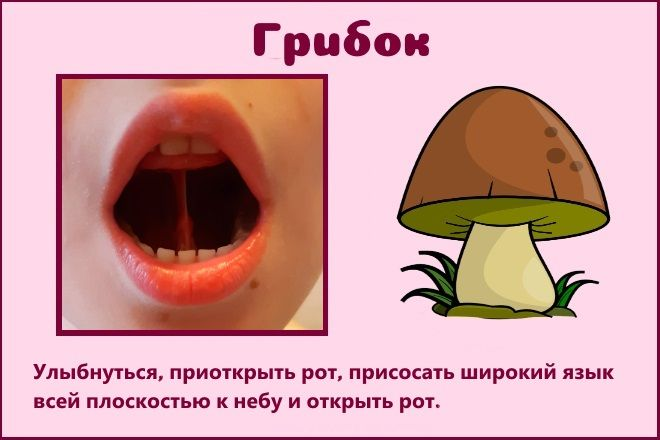 Грибок
Улыбнуться, приоткрыть рот, присосать широкий язык
всей плоскостью к небу и открыть рот.